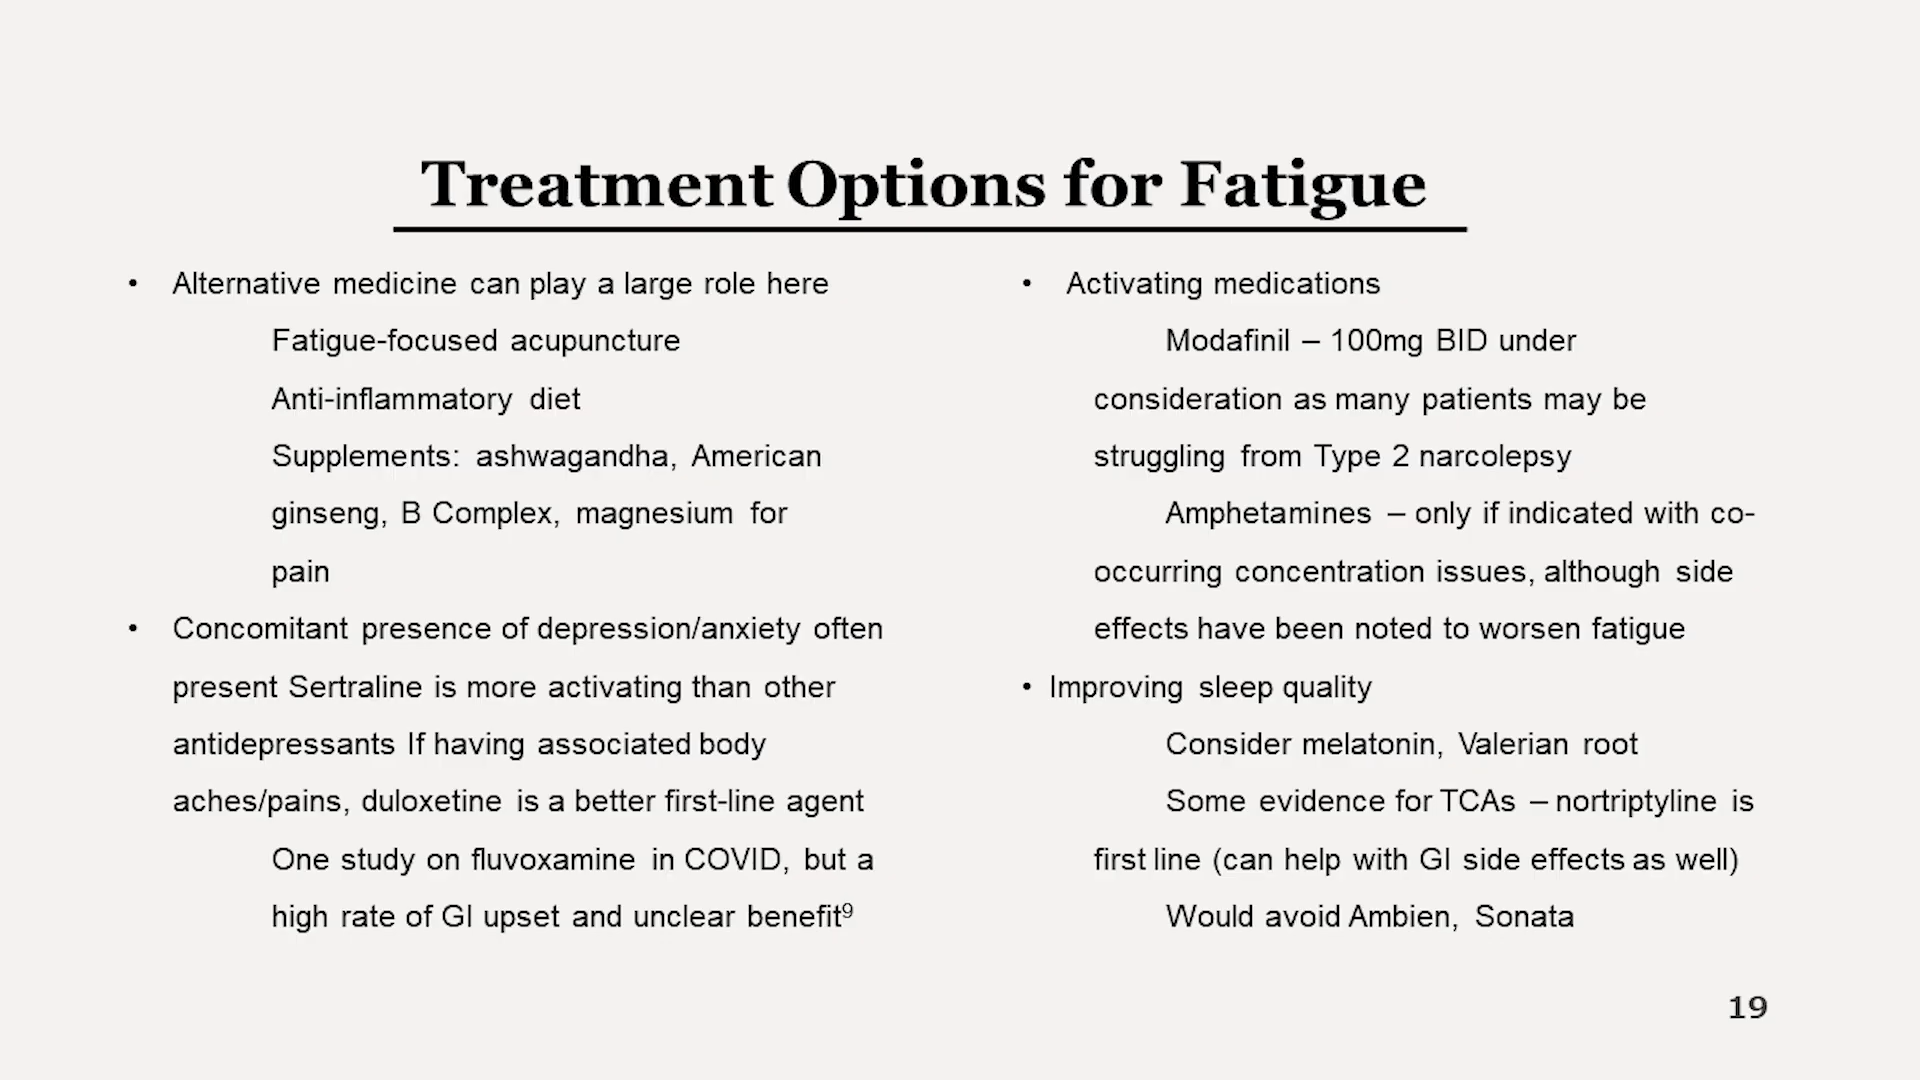 Treatment Options for Fatigue
• Alternative medicine can play a large role here
Fatigue-focused acupuncture
Anti-inflammatory diet
Supplements: ashwagandha, American
ginseng, B Complex, magnesium for
pain
• Concomitant presence of depression/anxiety often
present Sertraline is more activating than other
antidepressants If having associated body
aches/pains, duloxetine is a better first-line agent
One study on fluvoxamine in COVID, but a
high rate of GI upset and unclear benefit⁹
• Activating medications
Modafinil – 100mg BID under
consideration as many patients may be
struggling from Type 2 narcolepsy
Amphetamines – only if indicated with co-
occurring concentration issues, although side
effects have been noted to worsen fatigue
• Improving sleep quality
Consider melatonin, Valerian root
Some evidence for TCAs – nortriptyline is
first line (can help with GI side effects as well)
Would avoid Ambien, Sonata
19